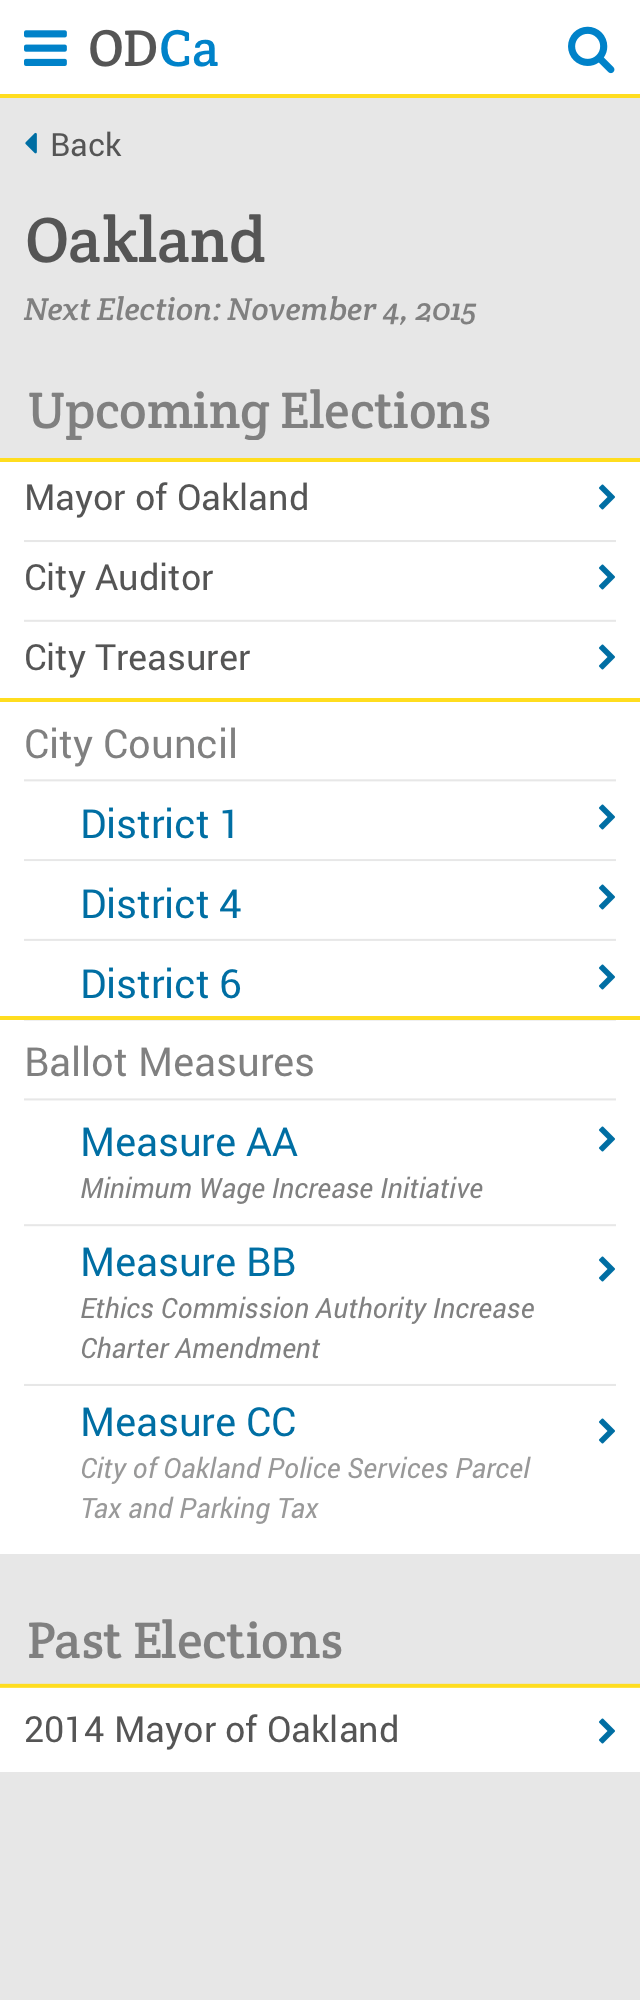 ODCa
Back
Oakland
Next Election: November 4, 2015
Upcoming Elections
Mayor of Oakland
City Auditor
City Treasurer
City Council
District 1
District 4
District 6
Ballot Measures
Measure AA
Minimum Wage Increase Initiative
Measure BB
Ethics Commission Authority Increase
Charter Amendment
Measure CC
City of Oakland Police Services Parcel
Tax and Parking Tax
Past Elections
2014 Mayor of Oakland